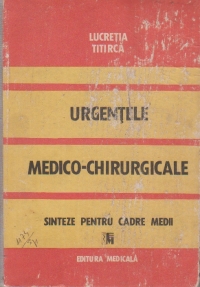 LUCREȚIA
TITIRCĂ
URGENȚELE
MEDICO-CHIRURGICALE
SINTEZE PENTRU CADRE MEDII
EDITURA MEDICALĂ